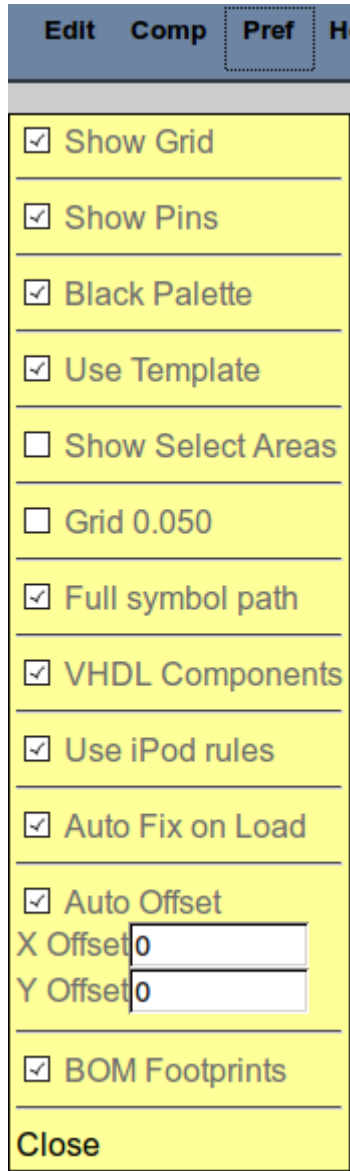 Edit Comp Pref
Show Grid
Show Pins
Black Palette
Use Template
Show Select Areas
Grid 0.050
Full symbol path
VHDL Components
Use iPod rules
Auto Fix on Load
Auto Offset
X Offset 0
Y Offset 0
BOM Footprints
Close